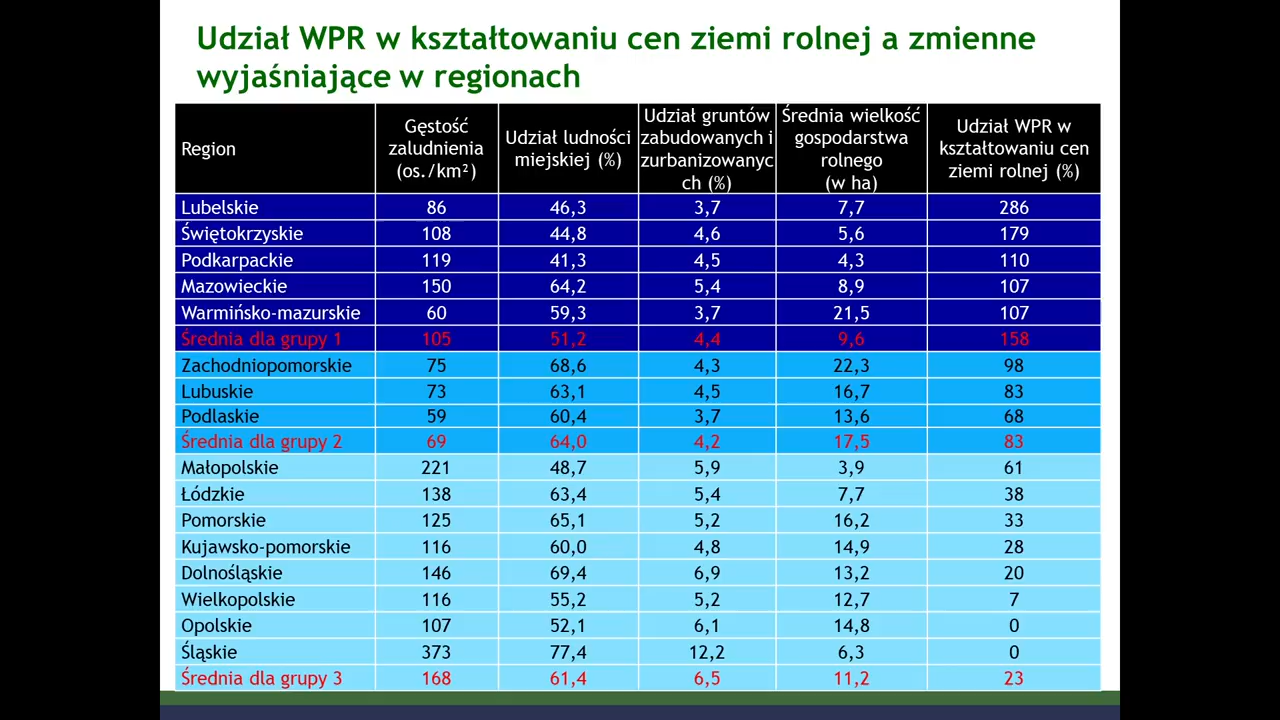 Udział WPR w kształtowaniu cen ziemi rolnej a zmienne
wyjaśniające w regionach
Region
Gęstość
zaludnienia
(os./km²)
Udział ludności
miejskiej (%)
Udział gruntów
zabudowanych i
zurbanizowanyc
ch (%)
Średnia wielkość
gospodarstwa
rolnego
(w ha)
Udział WPR w
kształtowaniu cen
ziemi rolnej (%)
Lubelskie 86 46,3 3,7 7,7 286
Świętokrzyskie 108 44,8 4,6 5,6 179
Podkarpackie 119 41,3 4,5 4,3 110
Mazowieckie 150 64,2 5,4 8,9 107
Warmińsko-mazurskie 60 59,3 3,7 21,5 107
Średnia dla grupy 1 105 51,2 4,4 9,6 158
Zachodniopomorskie 75 68,6 4,3 22,3 98
Lubuskie 73 63,1 4,5 16,7 83
Podlaskie 59 60,4 3,7 13,6 68
Średnia dla grupy 2 69 64,0 4,2 17,5 83
Małopolskie 221 48,7 5,9 3,9 61
Łódzkie 138 63,4 5,4 7,7 38
Pomorskie 125 65,1 5,2 16,2 33
Kujawsko-pomorskie 116 60,0 4,8 14,9 28
Dolnośląskie 146 69,4 6,9 13,2 20
Wielkopolskie 116 55,2 5,2 12,7 7
Opolskie 107 52,1 6,1 14,8 0
Śląskie 373 77,4 12,2 6,3 0
Średnia dla grupy 3 168 61,4 6,5 11,2 23